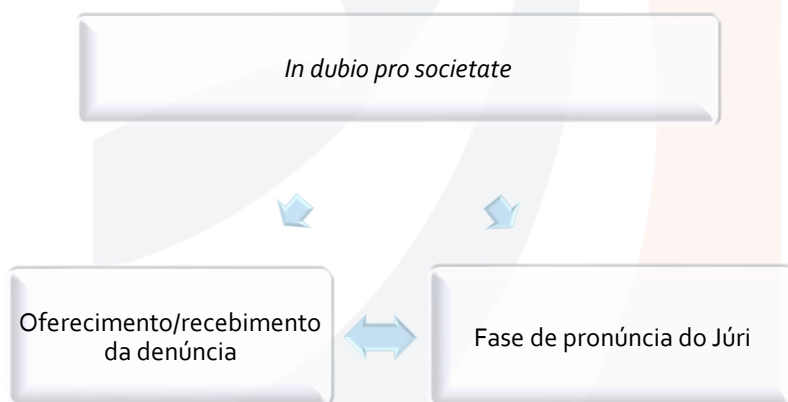 In dubio pro societate
Oferecimento/recebimento
da denúncia
Fase de pronúncia do Júri